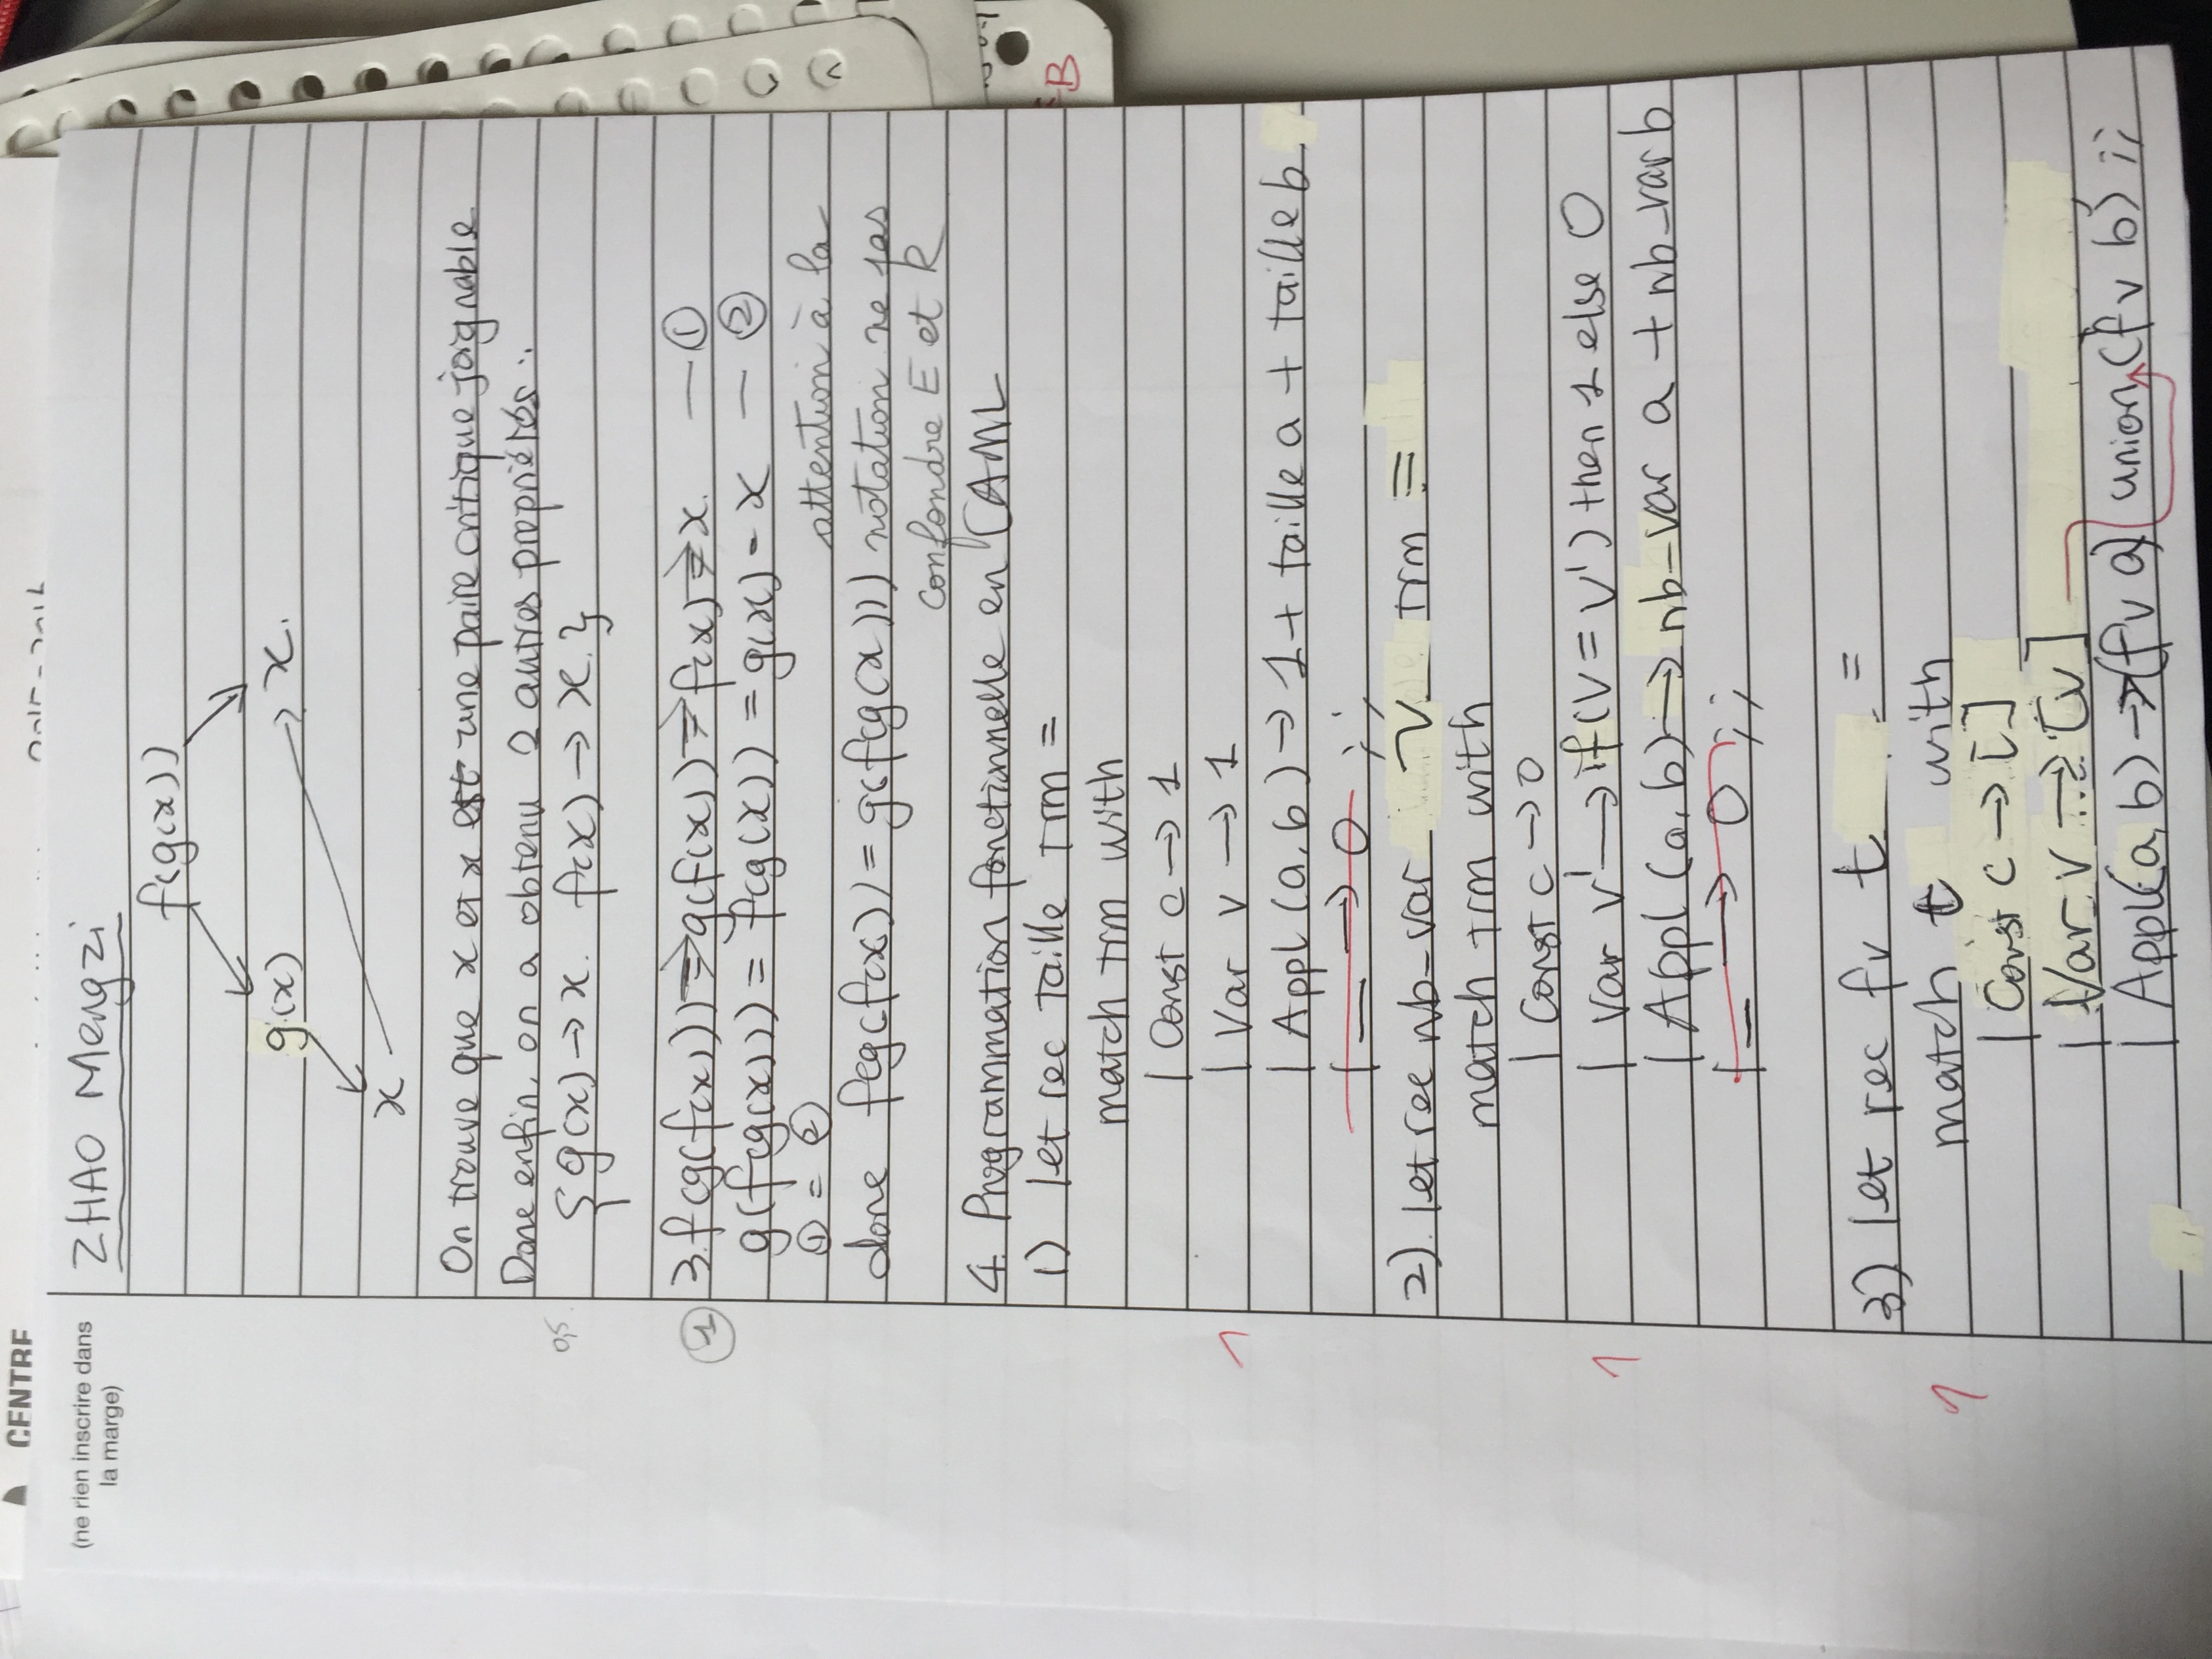 CENTRE
(ne rien inscrire dans
la marge)
ZHAO Mengzi
f(g(x))
g(x) x.
x
On trouve que x et x est une paire critique joignable
Donc enfin, on a obtenu 2 autres propriétés :
0,5
{ g(x) → x. f(x) → x. }
1
3. f(g(f(x))) → g(f(x)) → f(x) → x. — ①
g(f(g(x))) = f(g(x)) = g(x) = x — ②
① = ②
donc f(g(f(x)) = g(f(g(x)))
attention à la
notation ne pas
confondre E et R
4. Programmation fonctionnelle en CAML
1) let rec taille trm =
match trm with
| Const c → 1
1
| Var v → 1
| Appl (a, b) → 1 + taille a + taille b
| _ → 0 ;;
2). let rec nb_var v trm =
match trm with
| Const c → 0
1
| Var v' → if (v = v') then 1 else 0
| Appl (a, b) → nb_var a + nb_var b
| _ → 0 ;;
3) let rec fv t =
1
match t with
| Const c → []
| Var v → [v]
| Appl(a, b) → (fv a) union (fv b) ;;
B